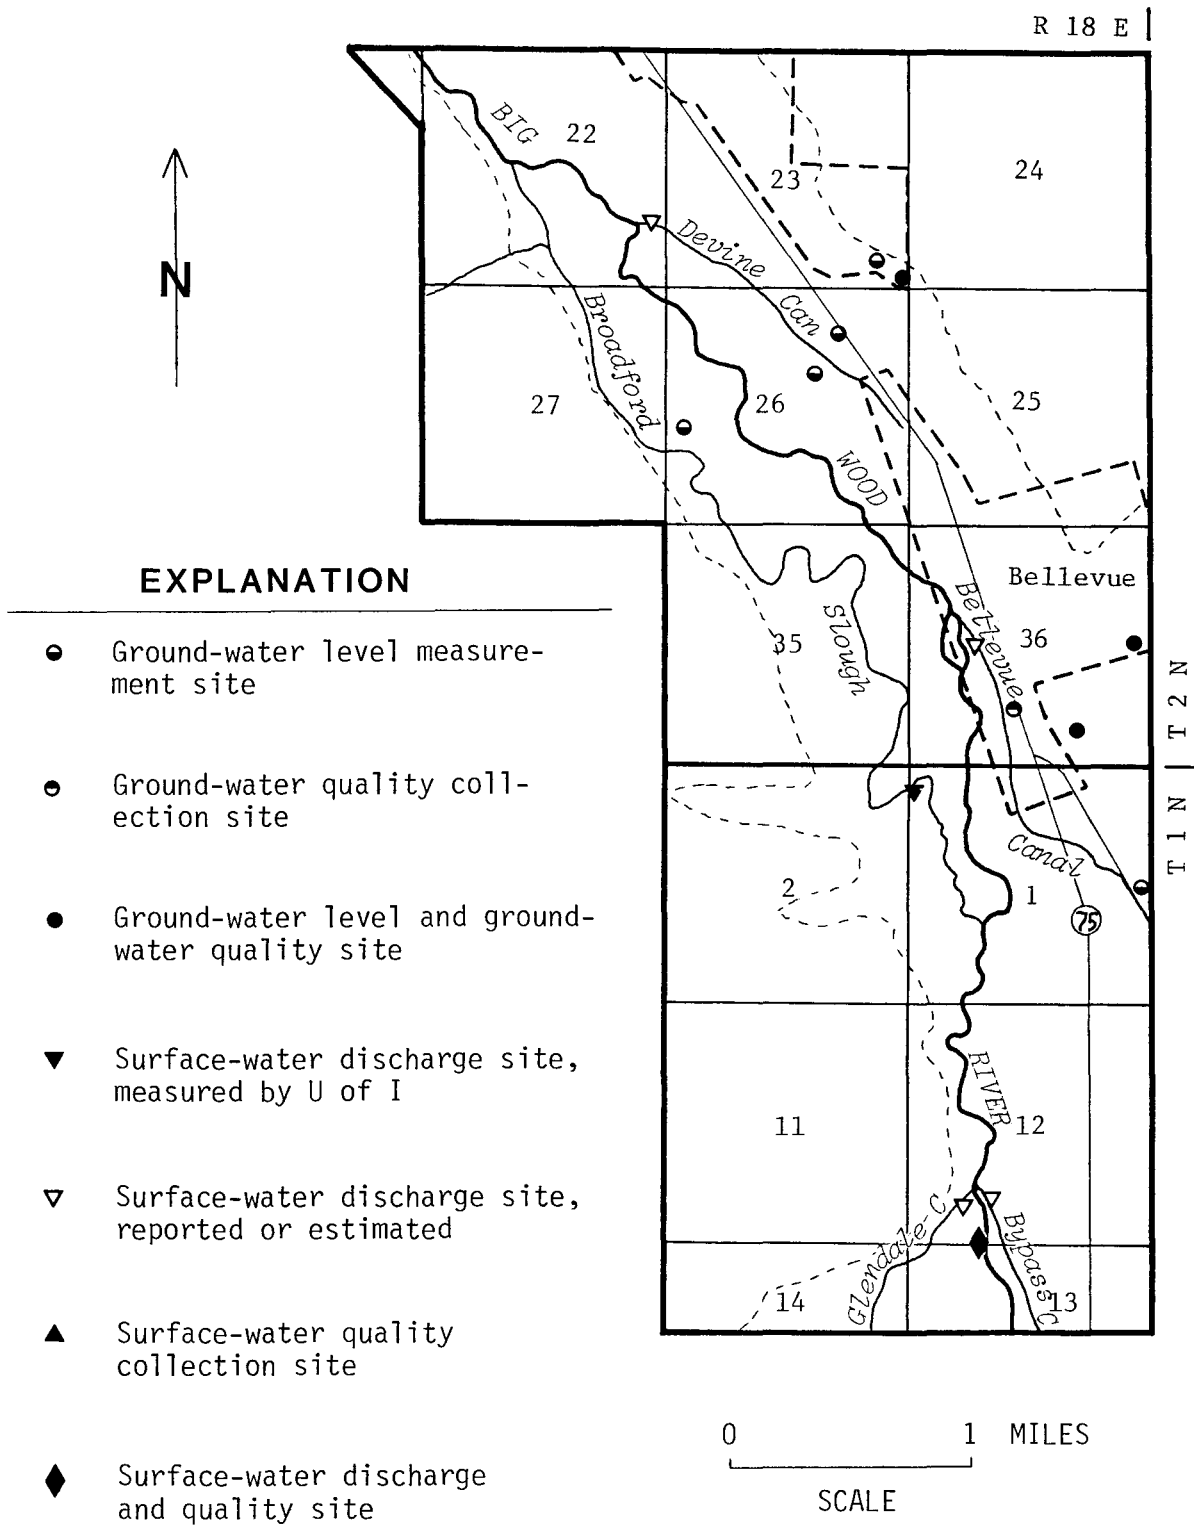 R 18 E
BIG
22
23
24
N
Devine
Can
Broadford
27
26
25
WOOD
EXPLANATION
Bellevue
Bellevue
35
36
Slough
Ground-water level measure-
ment site
T 2 N
T 1 N
Ground-water quality coll-
ection site
Canal
2
1
75
Ground-water level and ground-
water quality site
RIVER
Surface-water discharge site,
measured by U of I
11
12
Surface-water discharge site,
reported or estimated
Glendale C
Bypass C
14
13
Surface-water quality
collection site
0 1 MILES
SCALE
Surface-water discharge
and quality site